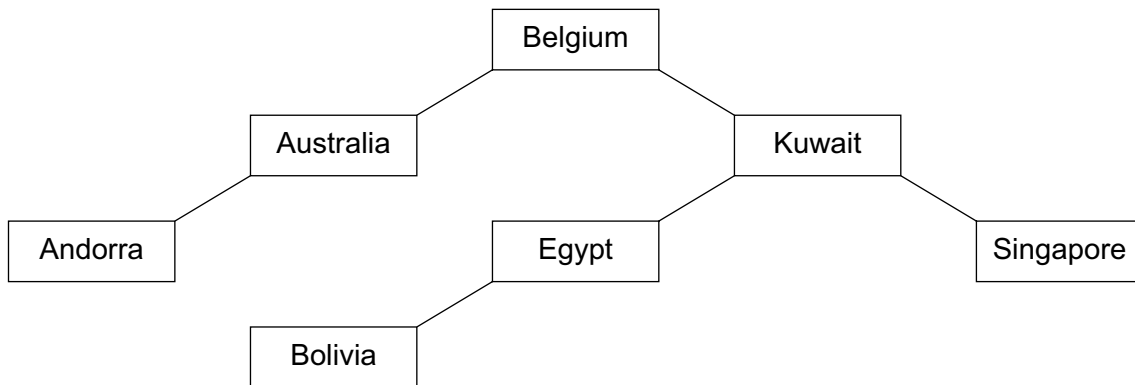 Belgium
Australia
Kuwait
Andorra
Egypt
Singapore
Bolivia